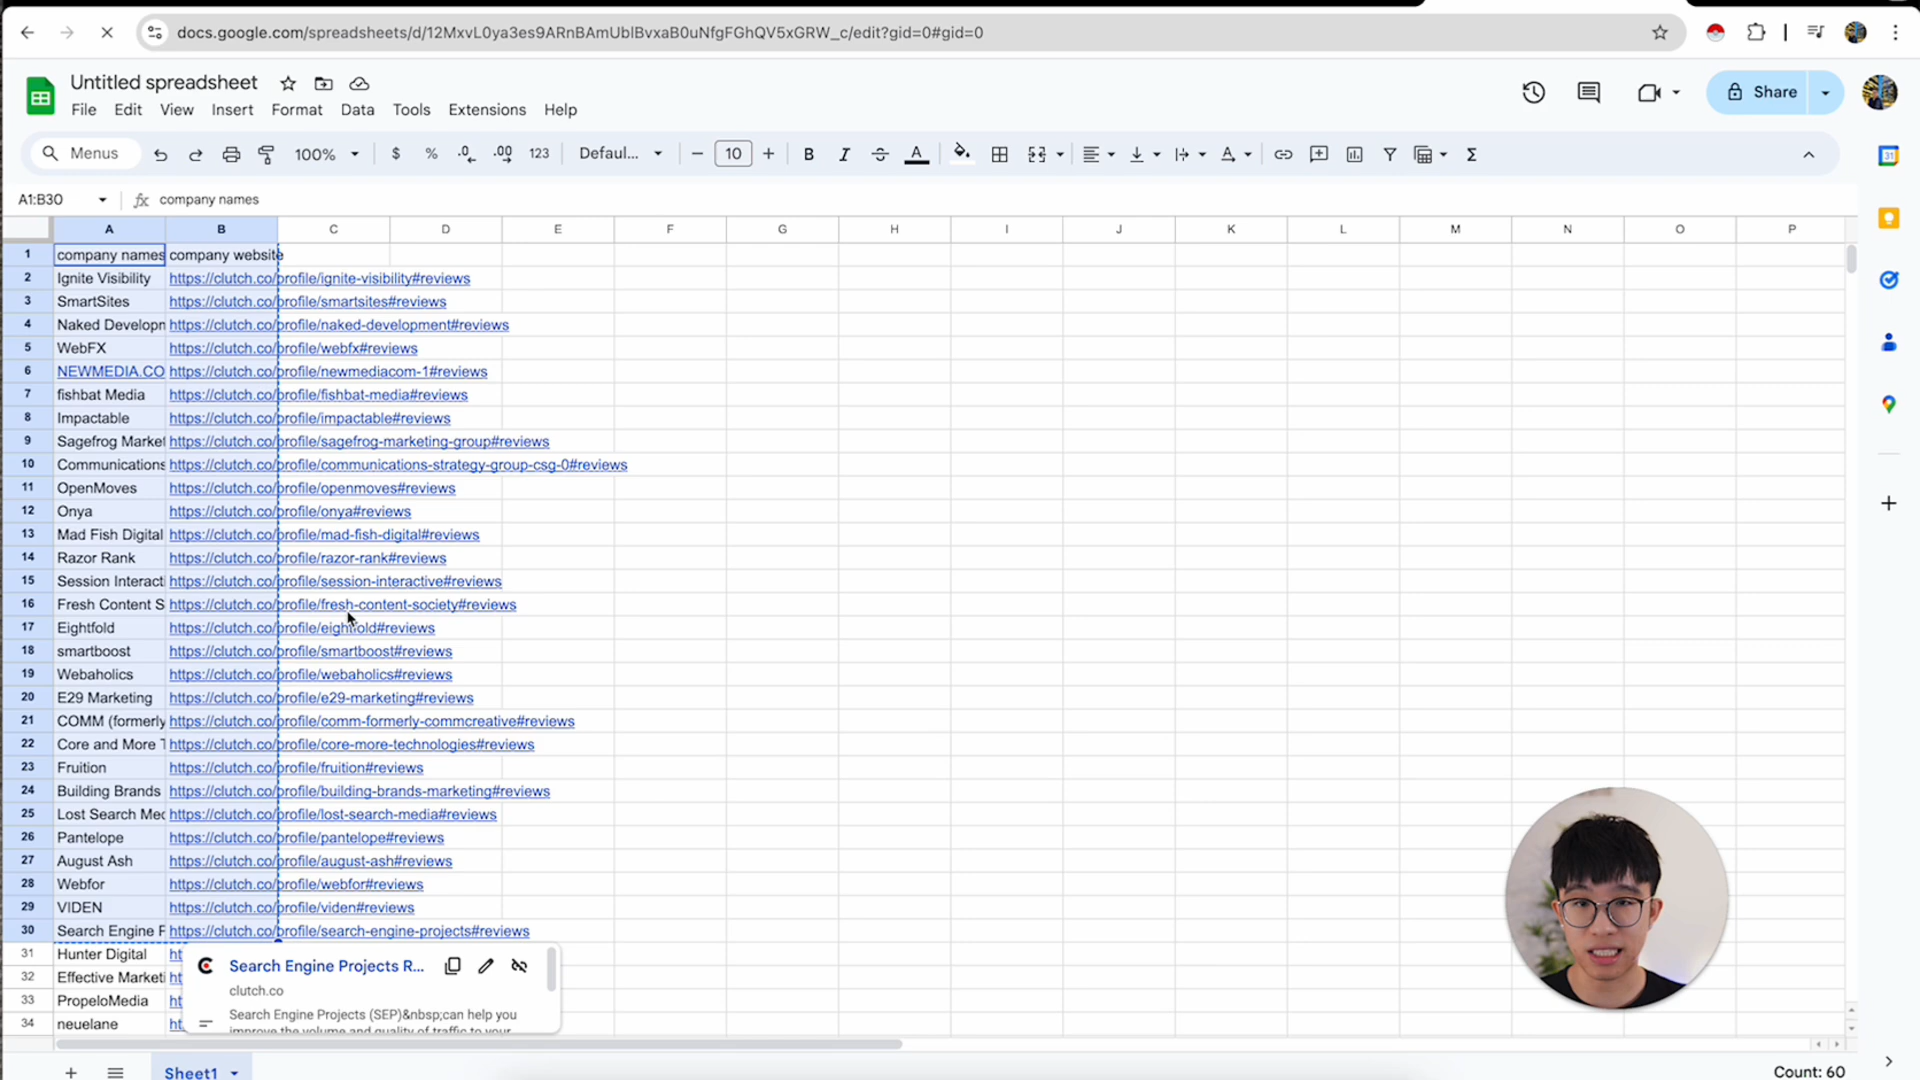 docs.google.com/spreadsheets/d/12MxvL0ya3es9ARnBAmUblBvxaB0uNfgFGhQV5xGRW_c/edit?gid=0#gid=0
Untitled spreadsheet
File Edit View Insert Format Data Tools Extensions Help
Share
Menus 100% $ % .0 .00 123 Defaul... 10 B I A
31
A1:B30 fx company names
A B C D E F G H I J K L M N O P
1 company names company website
2 Ignite Visibility https://clutch.co/profile/ignite-visibility#reviews
3 SmartSites https://clutch.co/profile/smartsites#reviews
4 Naked Developm https://clutch.co/profile/naked-development#reviews
5 WebFX https://clutch.co/profile/webfx#reviews
6 NEWMEDIA.CO https://clutch.co/profile/newmediacom-1#reviews
7 fishbat Media https://clutch.co/profile/fishbat-media#reviews
8 Impactable https://clutch.co/profile/impactable#reviews
9 Sagefrog Market https://clutch.co/profile/sagefrog-marketing-group#reviews
10 Communications https://clutch.co/profile/communications-strategy-group-csg-0#reviews
11 OpenMoves https://clutch.co/profile/openmoves#reviews
12 Onya https://clutch.co/profile/onya#reviews
13 Mad Fish Digital https://clutch.co/profile/mad-fish-digital#reviews
14 Razor Rank https://clutch.co/profile/razor-rank#reviews
15 Session Interacti https://clutch.co/profile/session-interactive#reviews
16 Fresh Content S https://clutch.co/profile/fresh-content-society#reviews
17 Eightfold https://clutch.co/profile/eightfold#reviews
18 smartboost https://clutch.co/profile/smartboost#reviews
19 Webaholics https://clutch.co/profile/webaholics#reviews
20 E29 Marketing https://clutch.co/profile/e29-marketing#reviews
21 COMM (formerly https://clutch.co/profile/comm-formerly-commcreative#reviews
22 Core and More T https://clutch.co/profile/core-more-technologies#reviews
23 Fruition https://clutch.co/profile/fruition#reviews
24 Building Brands https://clutch.co/profile/building-brands-marketing#reviews
25 Lost Search Med https://clutch.co/profile/lost-search-media#reviews
26 Pantelope https://clutch.co/profile/pantelope#reviews
27 August Ash https://clutch.co/profile/august-ash#reviews
28 Webfor https://clutch.co/profile/webfor#reviews
29 VIDEN https://clutch.co/profile/viden#reviews
30 Search Engine P https://clutch.co/profile/search-engine-projects#reviews
31 Hunter Digital ht
32 Effective Marketi ht
33 PropeloMedia ht
34 neuelane ht
Search Engine Projects R...
clutch.co
Search Engine Projects (SEP)&nbsp;can help you
improve the volume and quality of traffic to your
Sheet1
Count: 60